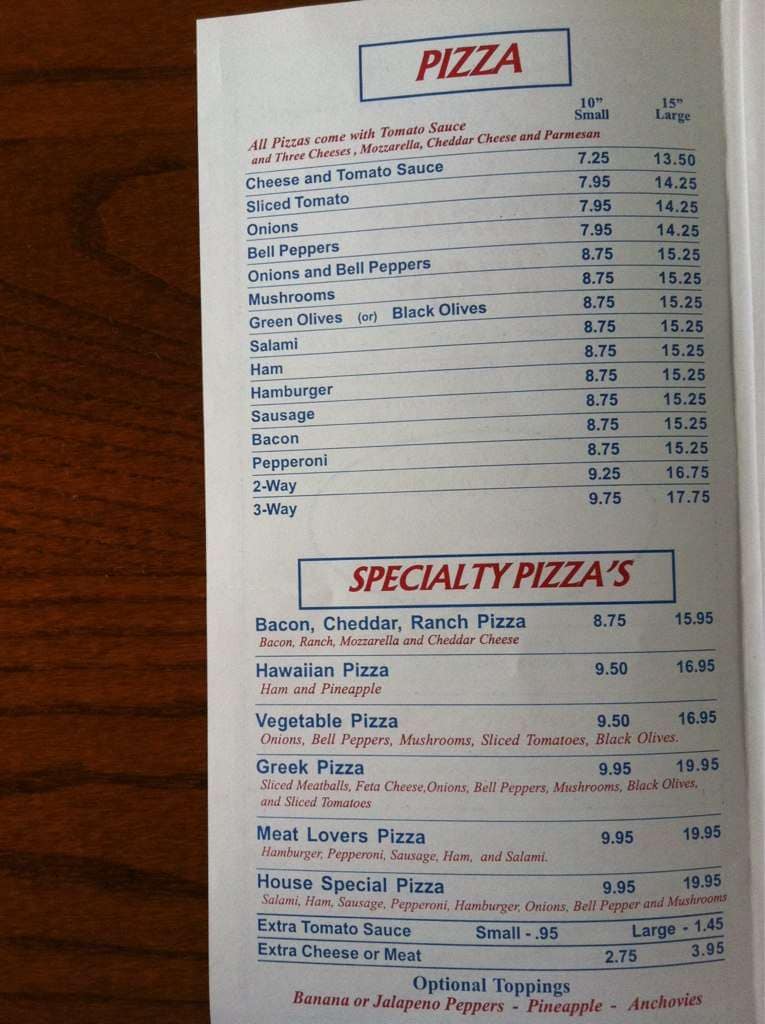 PIZZA
10” 15”
Small Large
All Pizzas come with Tomato Sauce
and Three Cheeses , Mozzarella, Cheddar Cheese and Parmesan
Cheese and Tomato Sauce 7.25 13.50
Sliced Tomato 7.95 14.25
Onions 7.95 14.25
Bell Peppers 7.95 14.25
Onions and Bell Peppers 8.75 15.25
Mushrooms 8.75 15.25
Green Olives (or) Black Olives 8.75 15.25
Salami 8.75 15.25
Ham 8.75 15.25
Hamburger 8.75 15.25
Sausage 8.75 15.25
Bacon 8.75 15.25
Pepperoni 8.75 15.25
2-Way 9.25 16.75
3-Way 9.75 17.75
SPECIALTY PIZZA'S
Bacon, Cheddar, Ranch Pizza 8.75 15.95
Bacon, Ranch, Mozzarella and Cheddar Cheese
Hawaiian Pizza 9.50 16.95
Ham and Pineapple
Vegetable Pizza 9.50 16.95
Onions, Bell Peppers, Mushrooms, Sliced Tomatoes, Black Olives.
Greek Pizza 9.95 19.95
Sliced Meatballs, Feta Cheese,Onions, Bell Peppers, Mushrooms, Black Olives,
and Sliced Tomatoes
Meat Lovers Pizza 9.95 19.95
Hamburger, Pepperoni, Sausage, Ham, and Salami.
House Special Pizza 9.95 19.95
Salami, Ham, Sausage, Pepperoni, Hamburger, Onions, Bell Pepper and Mushrooms
Extra Tomato Sauce Small - .95 Large - 1.45
Extra Cheese or Meat 2.75 3.95
Optional Toppings
Banana or Jalapeno Peppers - Pineapple - Anchovies